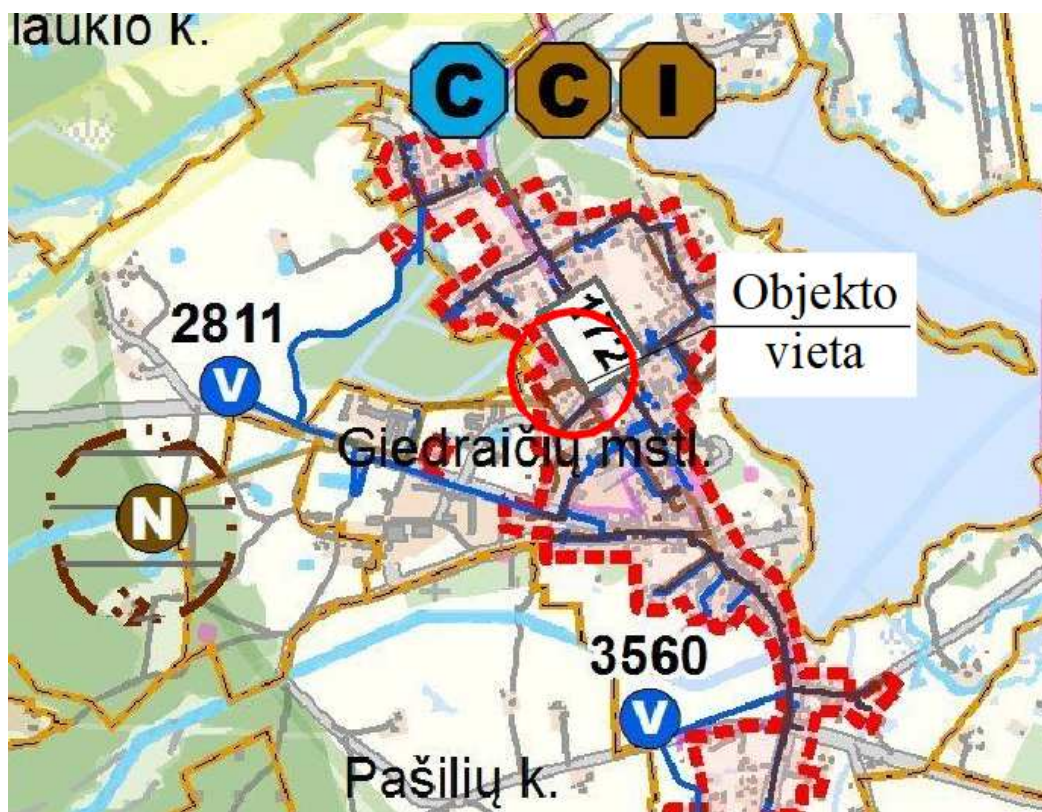 laukio k.
C C I
172
Objekto
vieta
2811
V
Giedraičių mstl.
N
3560
V
Pašilių k.